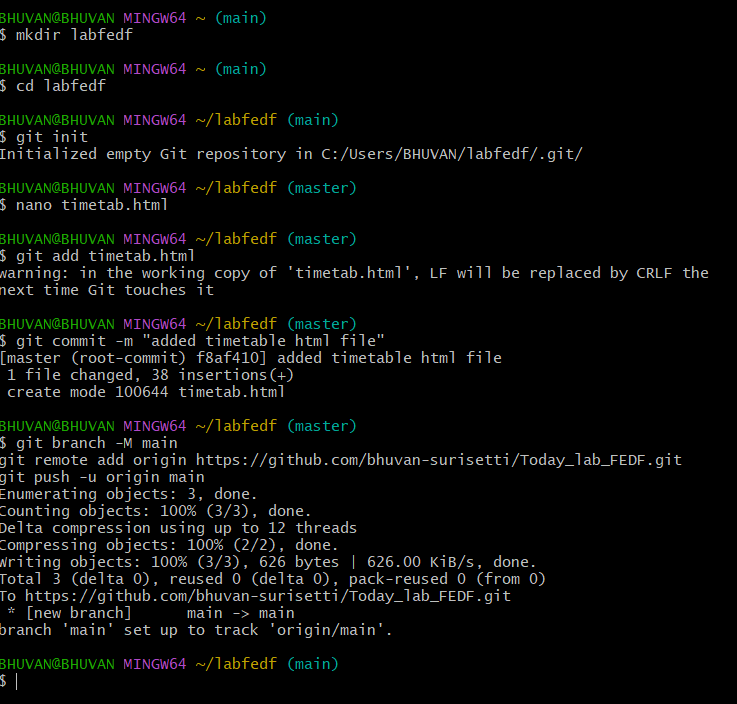 BHUVAN@BHUVAN MINGW64 ~ (main)
$ mkdir labfedf
BHUVAN@BHUVAN MINGW64 ~ (main)
$ cd labfedf
BHUVAN@BHUVAN MINGW64 ~/labfedf (main)
$ git init
Initialized empty Git repository in C:/Users/BHUVAN/labfedf/.git/
BHUVAN@BHUVAN MINGW64 ~/labfedf (master)
$ nano timetab.html
BHUVAN@BHUVAN MINGW64 ~/labfedf (master)
$ git add timetab.html
warning: in the working copy of 'timetab.html', LF will be replaced by CRLF the
next time Git touches it
BHUVAN@BHUVAN MINGW64 ~/labfedf (master)
$ git commit -m "added timetable html file"
[master (root-commit) f8af410] added timetable html file
 1 file changed, 38 insertions(+)
 create mode 100644 timetab.html
BHUVAN@BHUVAN MINGW64 ~/labfedf (master)
$ git branch -M main
git remote add origin https://github.com/bhuvan-surisetti/Today_lab_FEDF.git
git push -u origin main
Enumerating objects: 3, done.
Counting objects: 100% (3/3), done.
Delta compression using up to 12 threads
Compressing objects: 100% (2/2), done.
Writing objects: 100% (3/3), 626 bytes | 626.00 KiB/s, done.
Total 3 (delta 0), reused 0 (delta 0), pack-reused 0 (from 0)
To https://github.com/bhuvan-surisetti/Today_lab_FEDF.git
 * [new branch]      main -> main
branch 'main' set up to track 'origin/main'.
BHUVAN@BHUVAN MINGW64 ~/labfedf (main)
$